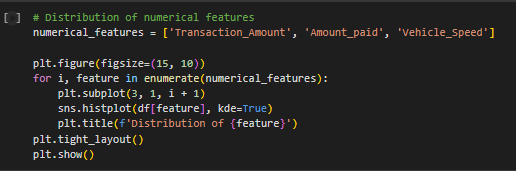 [ ] # Distribution of numerical features
numerical_features = ['Transaction_Amount', 'Amount_paid', 'Vehicle_Speed']

plt.figure(figsize=(15, 10))
for i, feature in enumerate(numerical_features):
    plt.subplot(3, 1, i + 1)
    sns.histplot(df[feature], kde=True)
    plt.title(f'Distribution of {feature}')
plt.tight_layout()
plt.show()